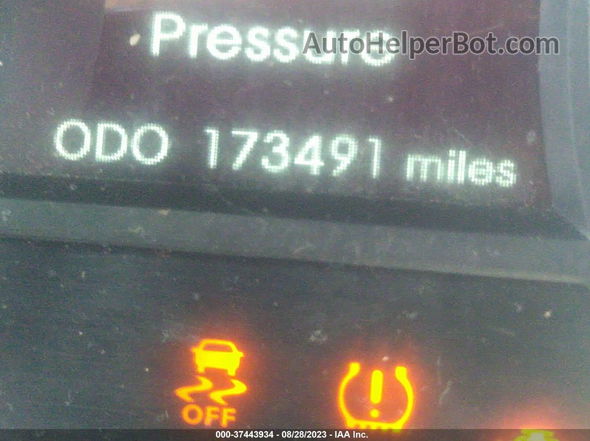 Pressure
AutoHelperBot.com
ODO 173491 miles
OFF
000-37443934 - 08/28/2023 - IAA Inc.